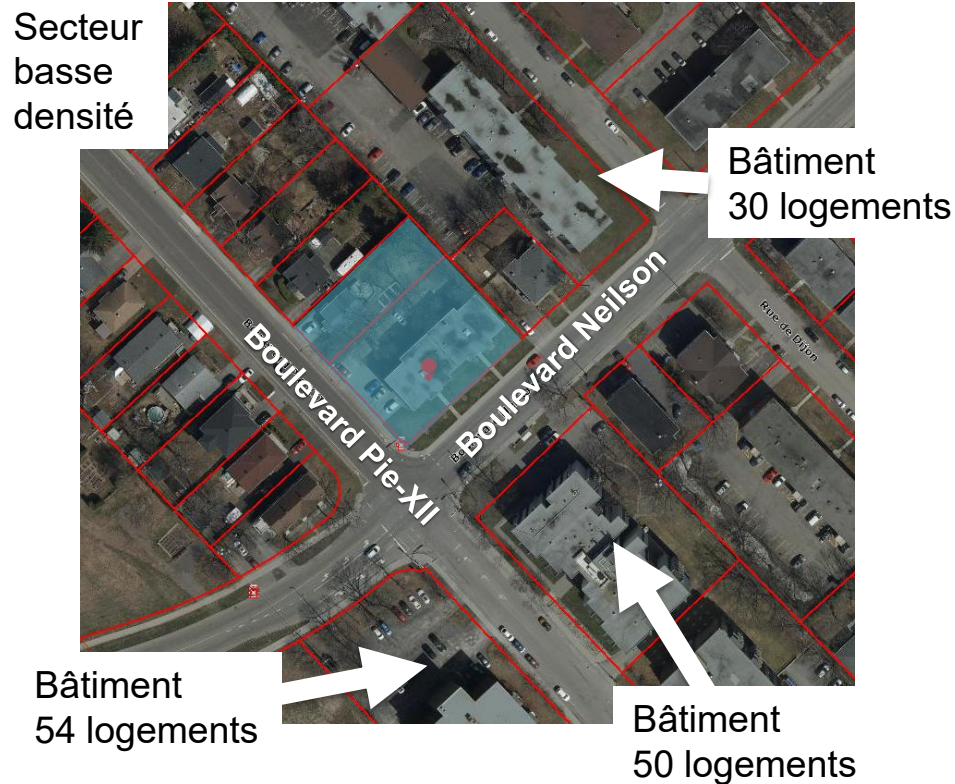 Secteur
basse
densité
Bâtiment
30 logements
Boulevard Neilson
Rue de Dijon
Boulevard Pie-XII
Bâtiment
54 logements
Bâtiment
50 logements